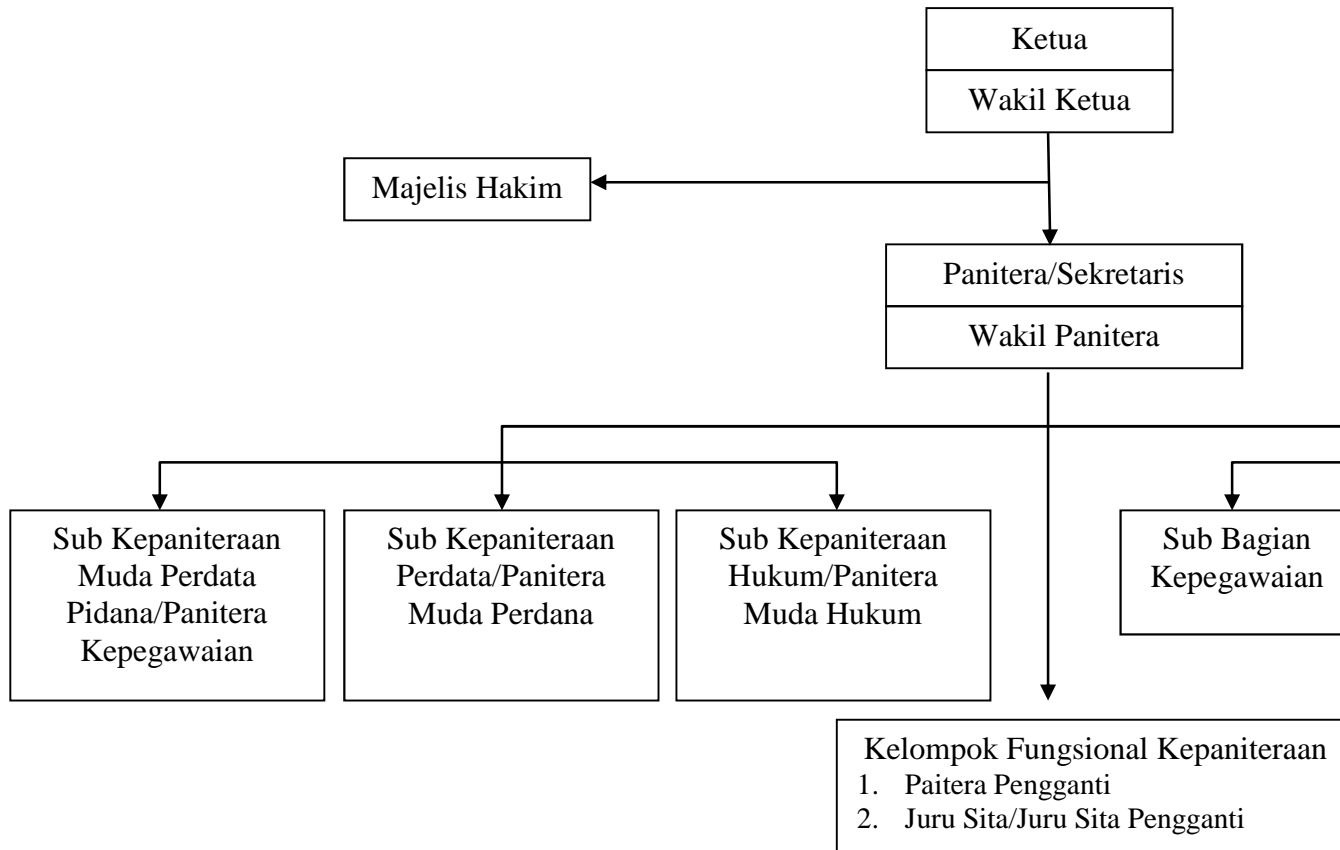 Ketua
Wakil Ketua
Majelis Hakim
Panitera/Sekretaris
Wakil Panitera
Sub Kepaniteraan
Muda Perdata
Pidana/Panitera
Kepegawaian
Sub Kepaniteraan
Perdata/Panitera
Muda Perdana
Sub Kepaniteraan
Hukum/Panitera
Muda Hukum
Sub Bagian
Kepegawaian
Kelompok Fungsional Kepaniteraan
1. Paitera Pengganti
2. Juru Sita/Juru Sita Pengganti